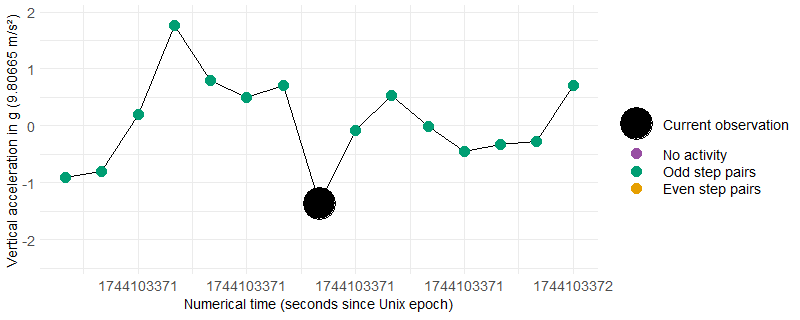 Vertical acceleration in g (9.80665 m/s²)
2
1
0
-1
-2
1744103371
1744103371
1744103371
1744103371
1744103372
Numerical time (seconds since Unix epoch)
Current observation
No activity
Odd step pairs
Even step pairs